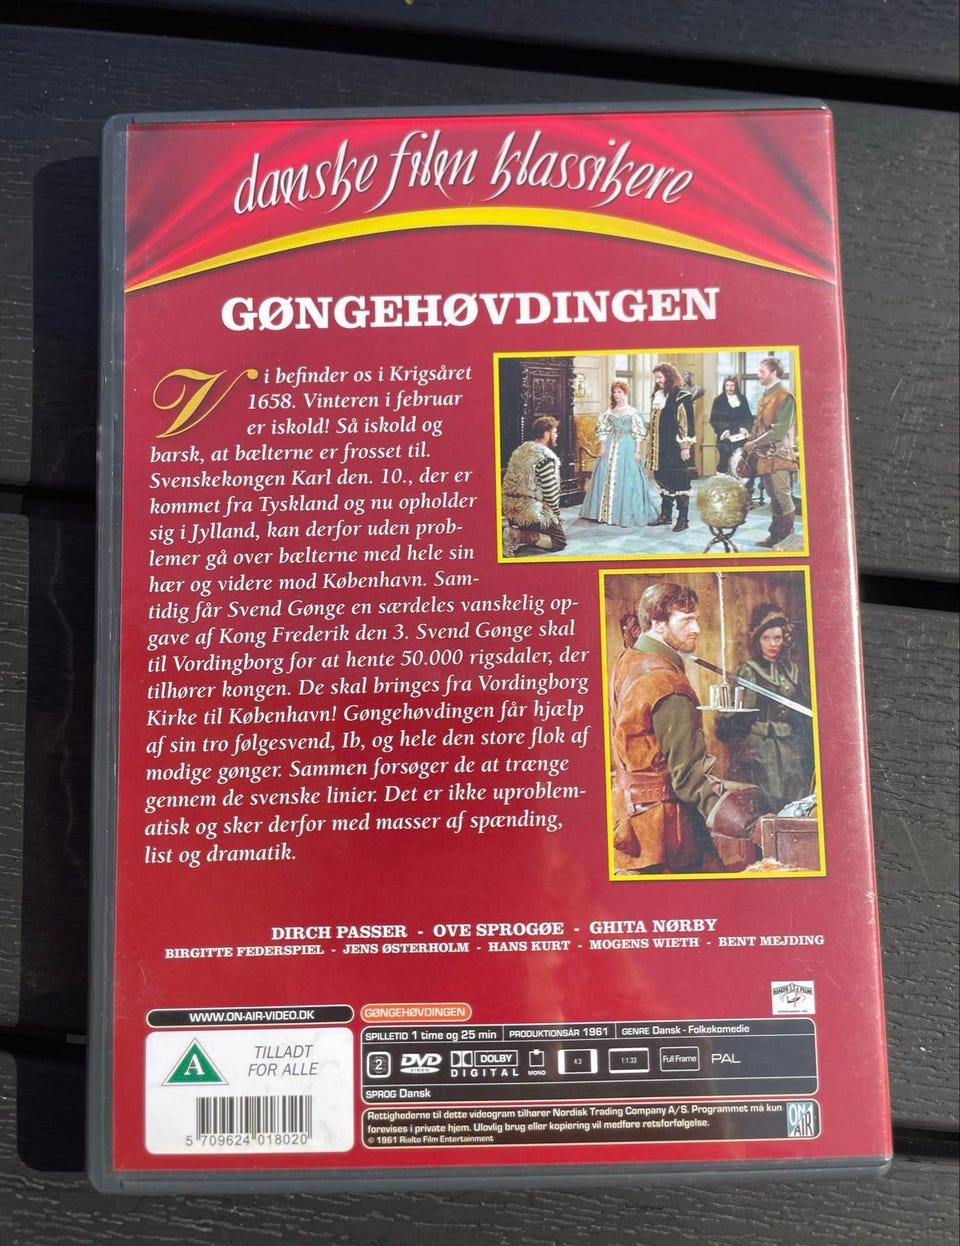 danske film klassikere
GØNGEHØVDINGEN
Vi befinder os i Krigsåret
1658. Vinteren i februar
er iskold! Så iskold og
barsk, at bælterne er frosset til.
Svenskekongen Karl den. 10., der er
kommet fra Tyskland og nu opholder
sig i Jylland, kan derfor uden prob-
lemer gå over bælterne med hele sin
hær og videre mod København. Sam-
tidig får Svend Gønge en særdeles vanskelig op-
gave af Kong Frederik den 3. Svend Gønge skal
til Vordingborg for at hente 50.000 rigsdaler, der
tilhører kongen. De skal bringes fra Vordingborg
Kirke til København! Gøngehøvdingen får hjælp
af sin tro følgesvend, Ib, og hele den store flok af
modige gønger. Sammen forsøger de at trænge
gennem de svenske linier. Det er ikke uproblem-
atisk og sker derfor med masser af spænding,
list og dramatik.
DIRCH PASSER - OVE SPROGØE - GHITA NØRBY
BIRGITTE FEDERSPIEL - JENS ØSTERHOLM - HANS KURT - MOGENS WIETH - BENT MEJDING
WWW.ON-AIR-VIDEO.DK
A
TILLADT
FOR ALLE
5 709624 018020
GØNGEHØVDINGEN
SPILLETID 1 time og 25 min PRODUKTIONSÅR 1961 GENRE Dansk - Folkekomedie
2 DVD VIDEO DOLBY DIGITAL MONO 4:3 1:1.33 Full Frame PAL
SPROG Dansk
Rettighederne til dette videogram tilhører Nordisk Trading Company A/S. Programmet må kun
forevises i private hjem. Ulovlig brug eller kopiering vil medføre retsforfølgelse.
© 1961 Rialto Film Entertainment
ON AIR